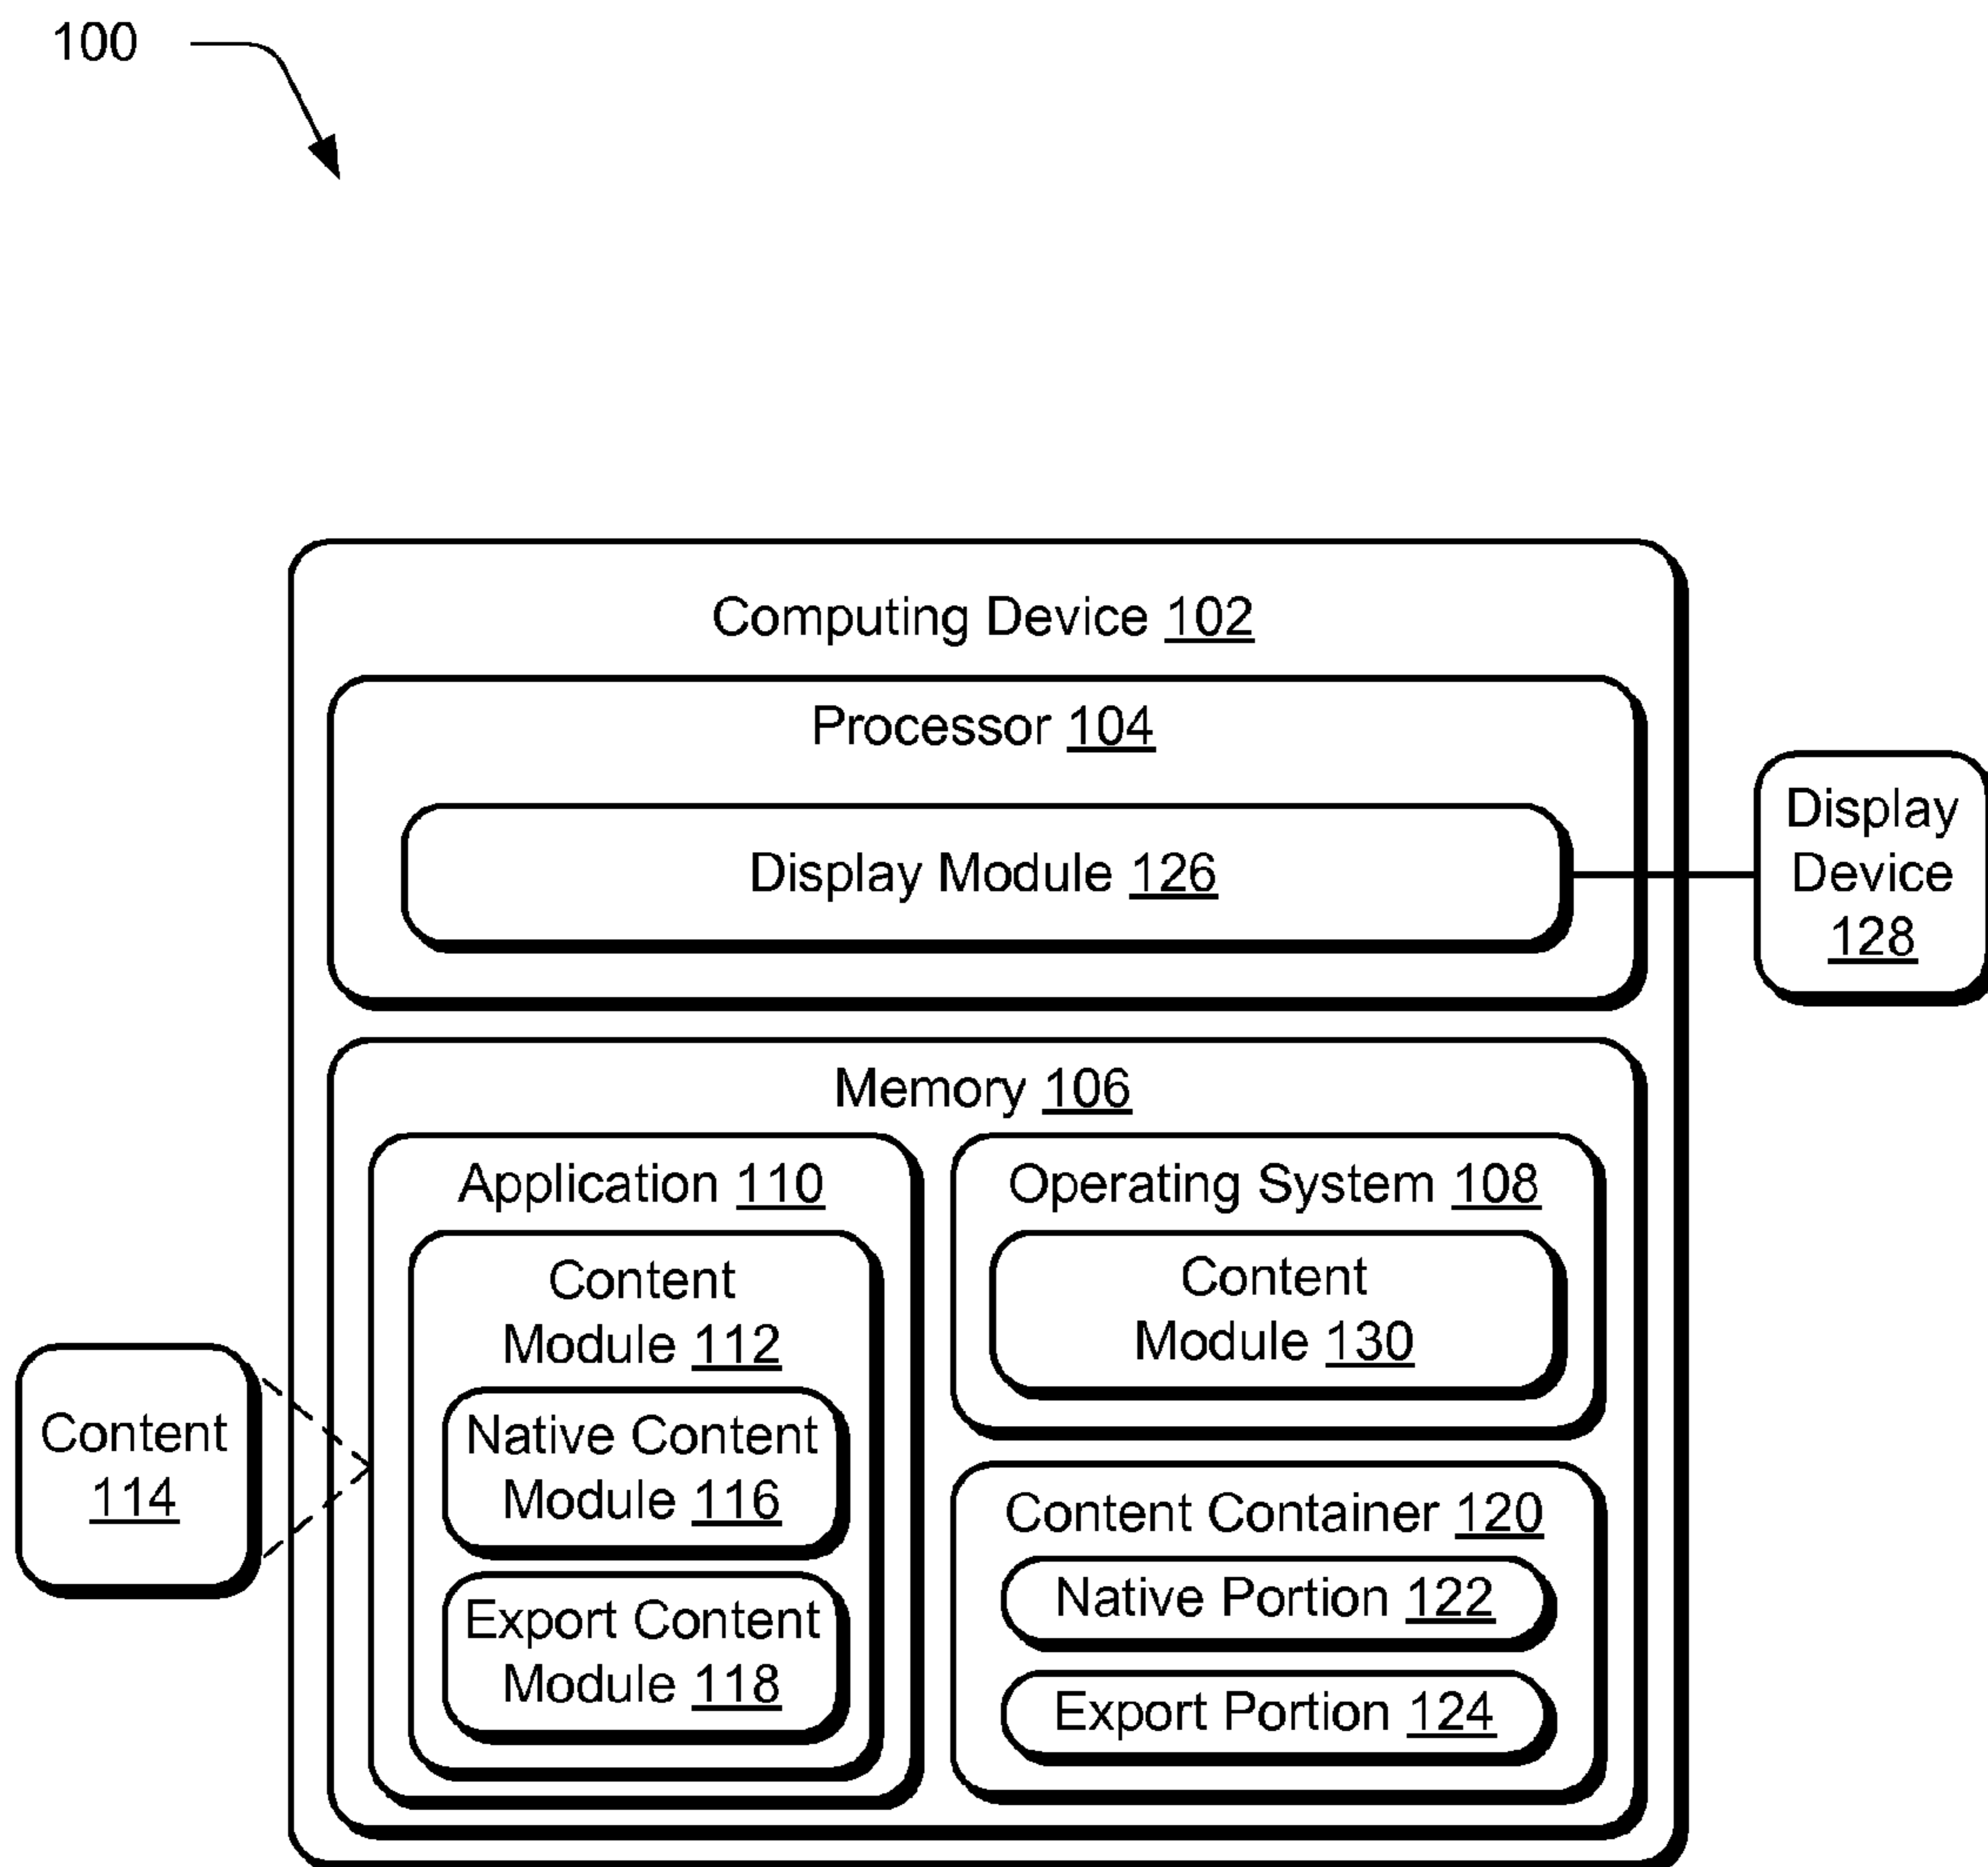 100
Computing Device 102
Processor 104
Display Module 126
Display
Device
128
Memory 106
Application 110
Content
Module 112
Native Content
Module 116
Export Content
Module 118
Operating System 108
Content
Module 130
Content Container 120
Native Portion 122
Export Portion 124
Content
114